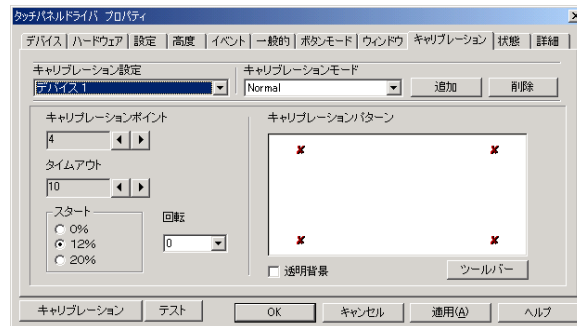 タッチパネルドライバ プロパティ
デバイス ハードウェア 設定 高度 イベント 一般的 ボタンモード ウィンドウ キャリブレーション 状態 詳細
キャリブレーション設定 キャリブレーションモード
デバイス 1 Normal 追加 削除
キャリブレーションポイント キャリブレーションパターン
4
タイムアウト
10
スタート 回転
0%
12% 0
20%
透明背景 ツールバー
キャリブレーション テスト OK キャンセル 適用(A) ヘルプ